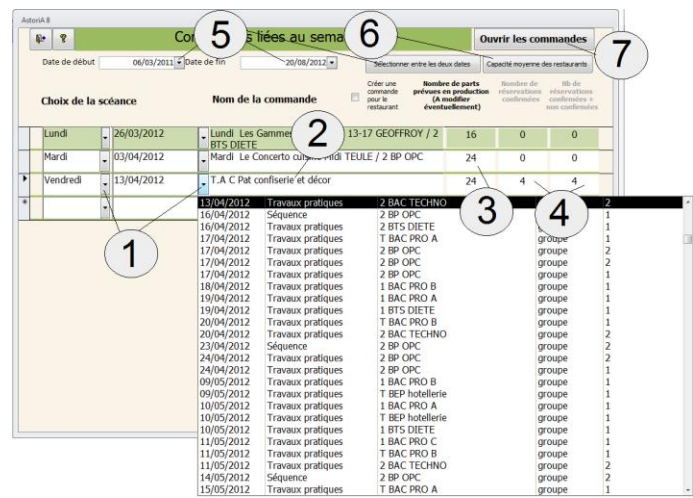 AstoriA 8
? Co s liées au sema Ouvrir les commandes
5 6 7
Date de début 06/03/2011 Date de fin 20/08/2012 Sélectionner entre les deux dates Capacité moyenne des restaurants
Choix de la scéance Nom de la commande Créer une commande pour le restaurant Nombre de parts prévues en production (A modifier éventuellement) Nombre de réservations confirmées Nb de réservations confirmées + non confirmées
Lundi 26/03/2012 Lundi Les Gammes 13-17 GEOFFROY / 2 BTS DIETE 16 0 0
Mardi 03/04/2012 Mardi Le Concerto Midi TEULE / 2 BP OPC 24 0 0
Vendredi 13/04/2012 T.A C Pat confiserie et décor 24 4 4
*
1 2 3 4
13/04/2012 Travaux pratiques 2 BAC TECHNO 2
16/04/2012 Séquence 2 BP OPC 1
16/04/2012 Travaux pratiques 2 BTS DIETE 1
17/04/2012 Travaux pratiques T BAC PRO A groupe 1
17/04/2012 Travaux pratiques 2 BP OPC groupe 2
17/04/2012 Travaux pratiques 2 BP OPC groupe 2
17/04/2012 Travaux pratiques 2 BP OPC groupe 1
18/04/2012 Travaux pratiques 1 BAC PRO B groupe 1
19/04/2012 Travaux pratiques 1 BAC PRO A groupe 1
19/04/2012 Travaux pratiques 1 BTS DIETE groupe 1
20/04/2012 Travaux pratiques T BAC PRO B groupe 1
20/04/2012 Travaux pratiques 2 BAC TECHNO groupe 2
23/04/2012 Séquence 2 BP OPC groupe 2
24/04/2012 Travaux pratiques 2 BP OPC groupe 2
24/04/2012 Travaux pratiques 2 BP OPC groupe 1
09/05/2012 Travaux pratiques 1 BAC PRO B groupe 1
09/05/2012 Travaux pratiques T BEP hotellerie groupe 1
10/05/2012 Travaux pratiques 1 BAC PRO A groupe 1
10/05/2012 Travaux pratiques T BEP hotellerie groupe 1
10/05/2012 Travaux pratiques 1 BTS DIETE groupe 1
11/05/2012 Travaux pratiques 1 BAC PRO C groupe 1
11/05/2012 Travaux pratiques T BAC PRO B groupe 1
11/05/2012 Travaux pratiques 2 BAC TECHNO groupe 2
14/05/2012 Séquence 2 BP OPC groupe 2
15/05/2012 Travaux pratiques T BAC PRO A groupe 1